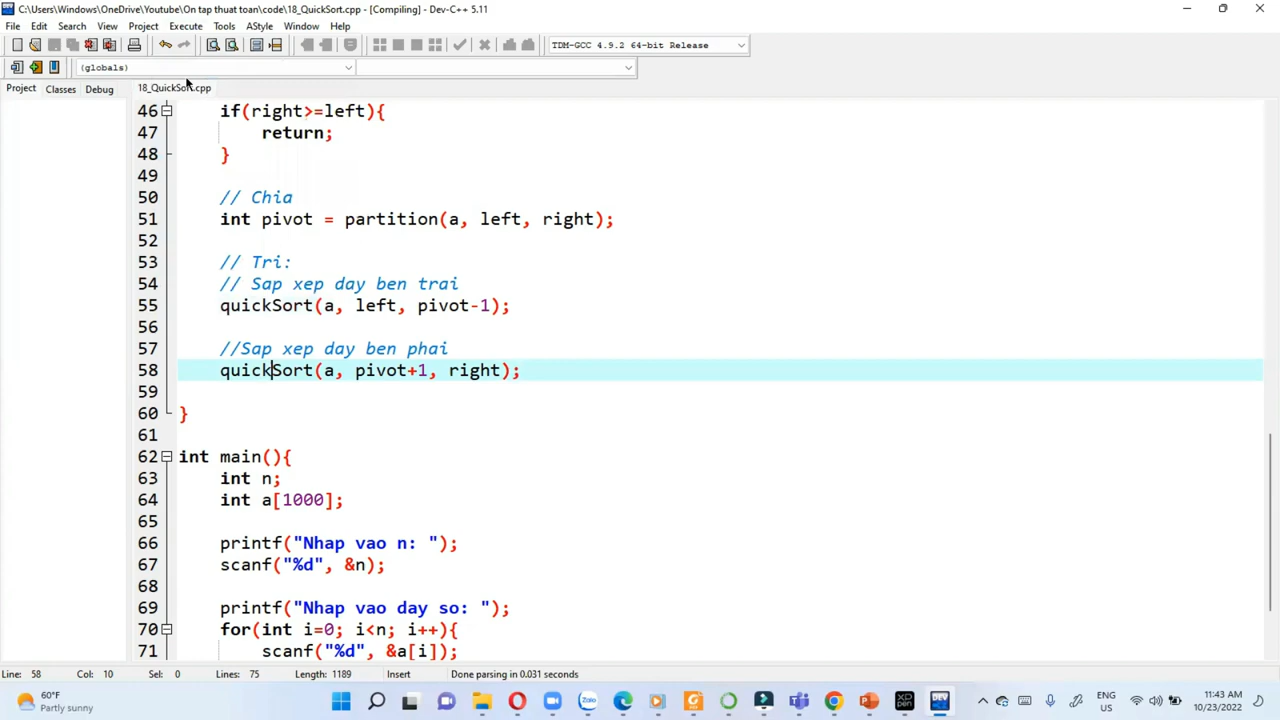 C:\Users\Windows\OneDrive\Youtube\On tap thuat toan\code\18_QuickSort.cpp - [Compiling] - Dev-C++ 5.11
File Edit Search View Project Execute Tools AStyle Window Help
TDM-GCC 4.9.2 64-bit Release
(globals)
Project Classes Debug 18_QuickSort.cpp
46 if(right>=left){
47 return;
48 }
49
50 // Chia
51 int pivot = partition(a, left, right);
52
53 // Tri:
54 // Sap xep day ben trai
55 quickSort(a, left, pivot-1);
56
57 //Sap xep day ben phai
58 quickSort(a, pivot+1, right);
59
60 }
61
62 int main(){
63 int n;
64 int a[1000];
65
66 printf("Nhap vao n: ");
67 scanf("%d", &n);
68
69 printf("Nhap vao day so: ");
70 for(int i=0; i<n; i++){
71 scanf("%d", &a[i]);
Line: 58 Col: 10 Sel: 0 Lines: 75 Length: 1189 Insert Done parsing in 0.031 seconds
60°F
Partly sunny
Zalo
xp
pen
DEV
ENG
US
11:43 AM
10/23/2022